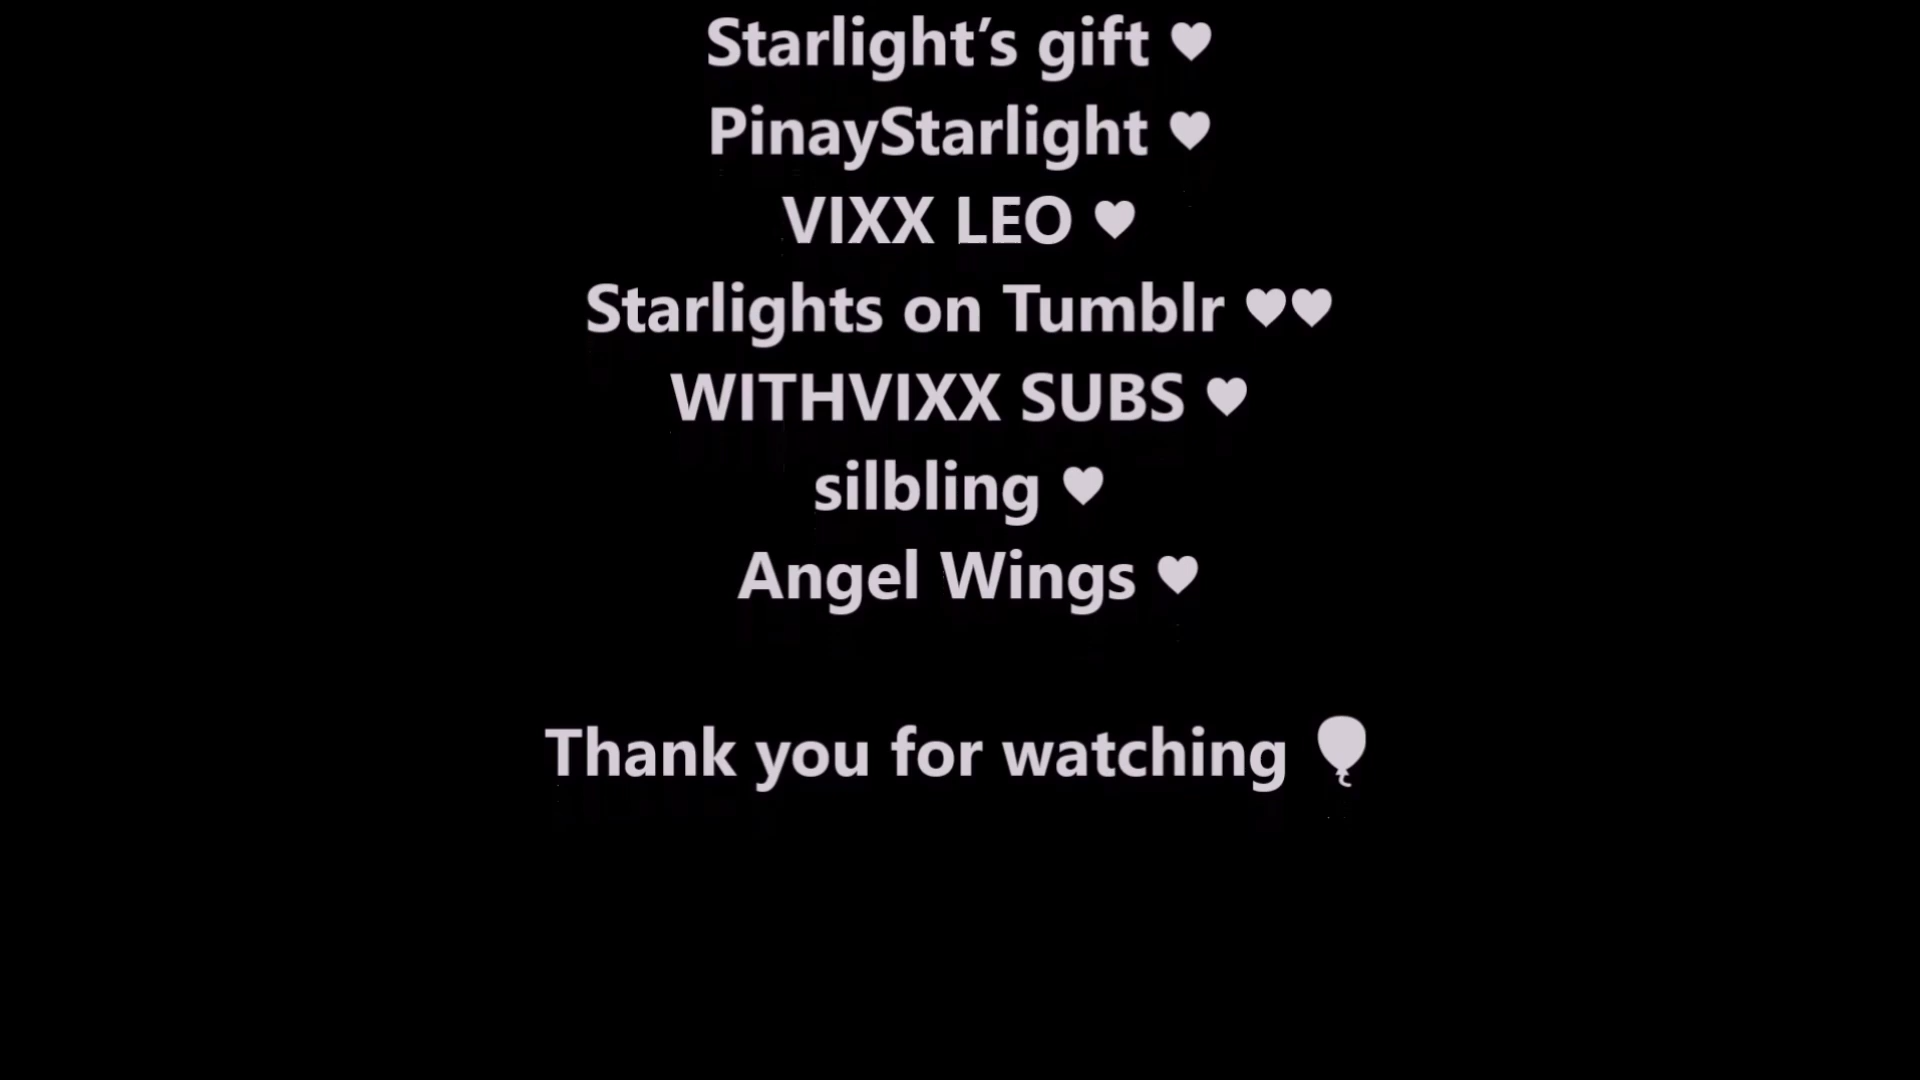 Starlight’s gift ♥
PinayStarlight ♥
VIXX LEO ♥
Starlights on Tumblr ♥♥
WITHVIXX SUBS ♥
silbling ♥
Angel Wings ♥
Thank you for watching 🎈